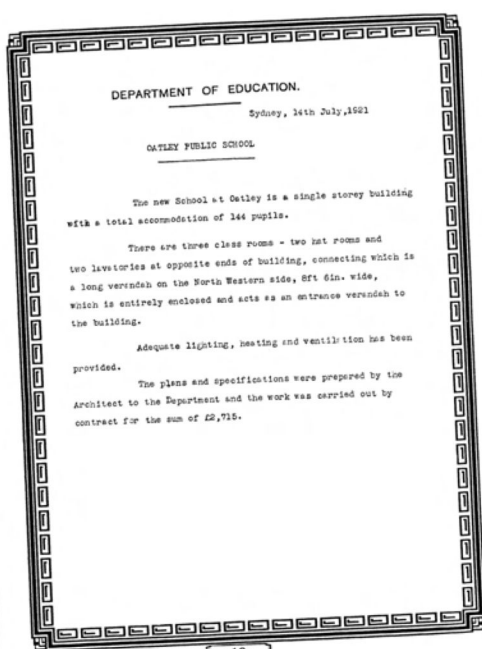 DEPARTMENT OF EDUCATION.
Sydney, 14th July, 1921
OATLEY PUBLIC SCHOOL
The new School at Oatley is a single storey building
with a total accommodation of 144 pupils.
There are three class rooms - two hat rooms and
two lavatories at opposite ends of building, connecting which is
a long verandah on the North Western side, 8ft 6in. wide,
which is entirely enclosed and acts as an entrance verandah to
the building.
Adequate lighting, heating and ventilation has been
provided.
The plans and specifications were prepared by the
Architect to the Department and the work was carried out by
contract for the sum of £2,715.